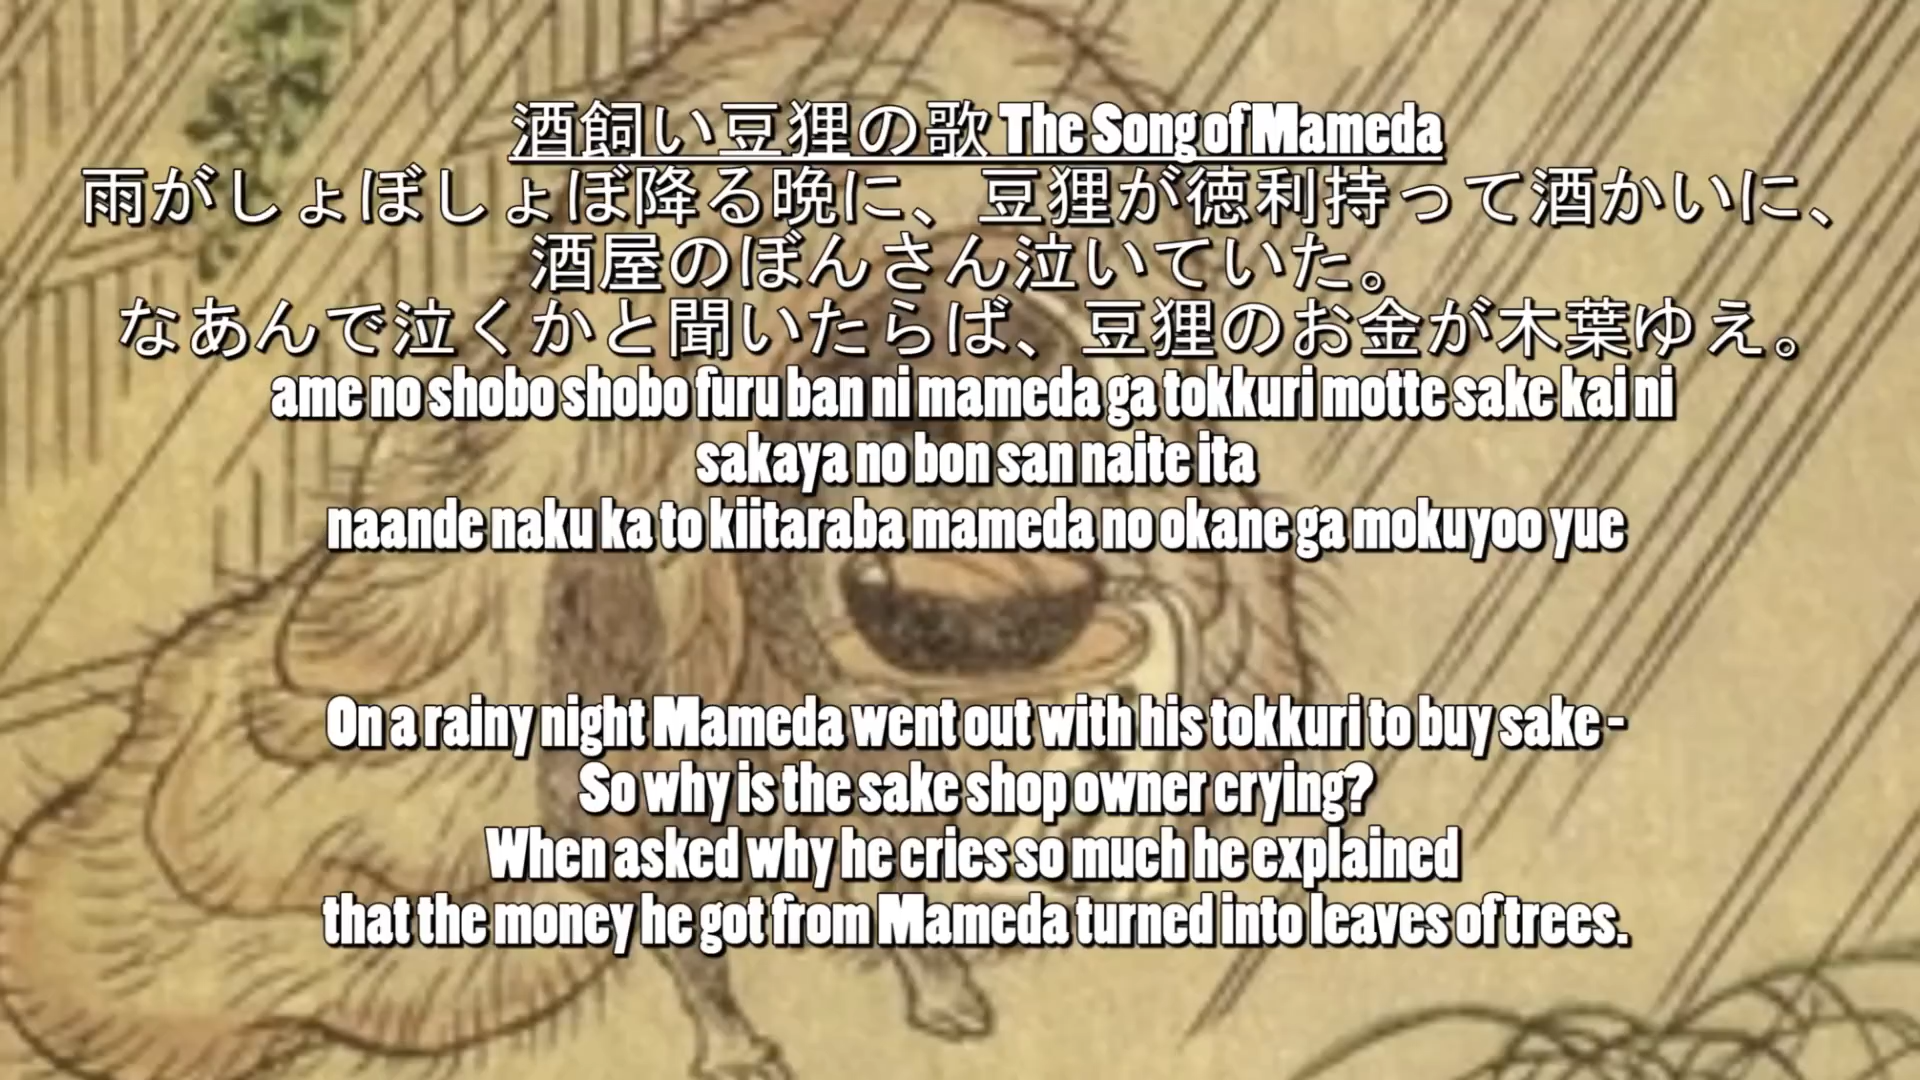 酒飼い豆狸の歌 The Song of Mameda
雨がしょぼしょぼ降る晩に、豆狸が徳利持って酒かいに、
酒屋のぼんさん泣いていた。
なあんで泣くかと聞いたらば、豆狸のお金が木葉ゆえ。
ame no shobo shobo furu ban ni mameda ga tokkuri motte sake kai ni
sakaya no bon san naite ita
naande naku ka to kiitaraba mameda no okane ga mokuyoo yue
On a rainy night Mameda went out with his tokkuri to buy sake -
So why is the sake shop owner crying?
When asked why he cries so much he explained
that the money he got from Mameda turned into leaves of trees.